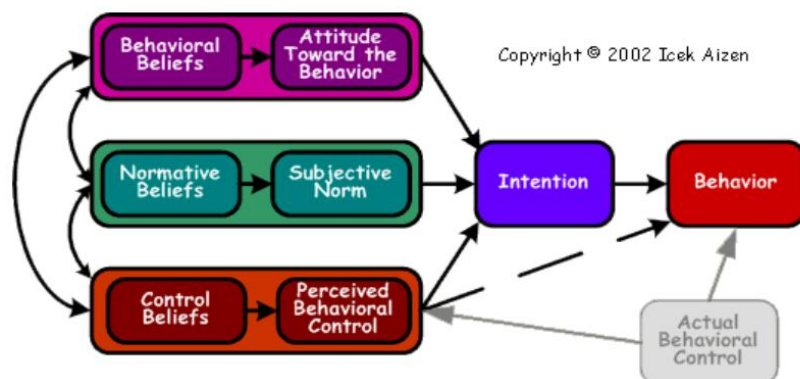 Behavioral
Beliefs
Attitude
Toward the
Behavior
Copyright © 2002 Icek Aizen
Normative
Beliefs
Subjective
Norm
Intention
Behavior
Control
Beliefs
Perceived
Behavioral
Control
Actual
Behavioral
Control